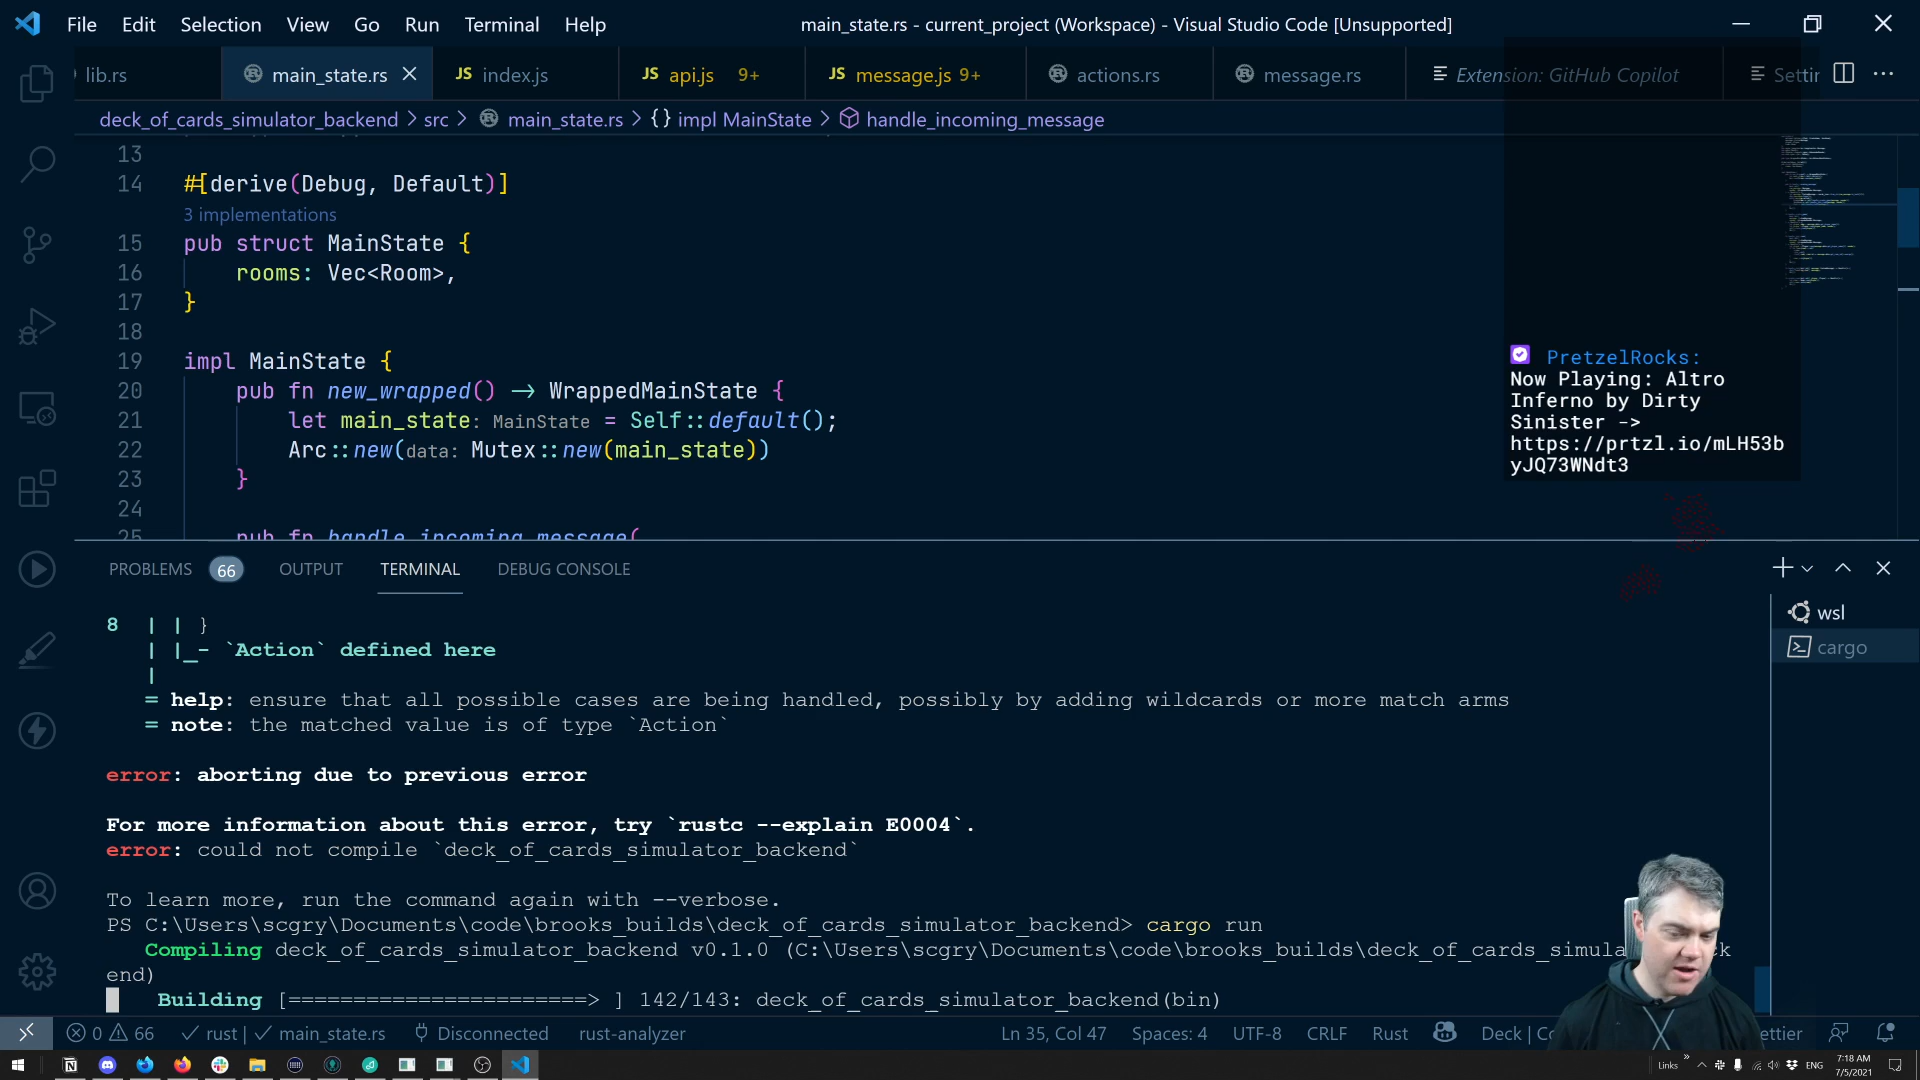 File Edit Selection View Go Run Terminal Help
main_state.rs - current_project (Workspace) - Visual Studio Code [Unsupported]
lib.rs
main_state.rs
JS index.js
JS api.js 9+
JS message.js 9+
actions.rs
message.rs
Extension: GitHub Copilot
deck_of_cards_simulator_backend > src > main_state.rs > {} impl MainState > handle_incoming_message
13
14 #[derive(Debug, Default)]
3 implementations
15 pub struct MainState {
16 rooms: Vec<Room>,
17 }
18
19 impl MainState {
20 pub fn new_wrapped() -> WrappedMainState {
21 let main_state: MainState = Self::default();
22 Arc::new(data: Mutex::new(main_state))
23 }
24
25 pub fn handle_incoming_message(
PretzelRocks:
Now Playing: Altro
Inferno by Dirty
Sinister ->
https://prtzl.io/mLH53b
yJQ73WNdt3
PROBLEMS 66 OUTPUT TERMINAL DEBUG CONSOLE
wsl
cargo
8 | | }
| |_- `Action` defined here
|
= help: ensure that all possible cases are being handled, possibly by adding wildcards or more match arms
= note: the matched value is of type `Action`
error: aborting due to previous error
For more information about this error, try `rustc --explain E0004`.
error: could not compile `deck_of_cards_simulator_backend`
To learn more, run the command again with --verbose.
PS C:\Users\scgry\Documents\code\brooks_builds\deck_of_cards_simulator_backend> cargo run
Compiling deck_of_cards_simulator_backend v0.1.0 (C:\Users\scgry\Documents\code\brooks_builds\deck_of_cards_simula
end)
Building [=======================> ] 142/143: deck_of_cards_simulator_backend(bin)
0 66 rust | main_state.rs Disconnected rust-analyzer Ln 35, Col 47 Spaces: 4 UTF-8 CRLF Rust
Links ENG 7:18 AM
7/5/2021